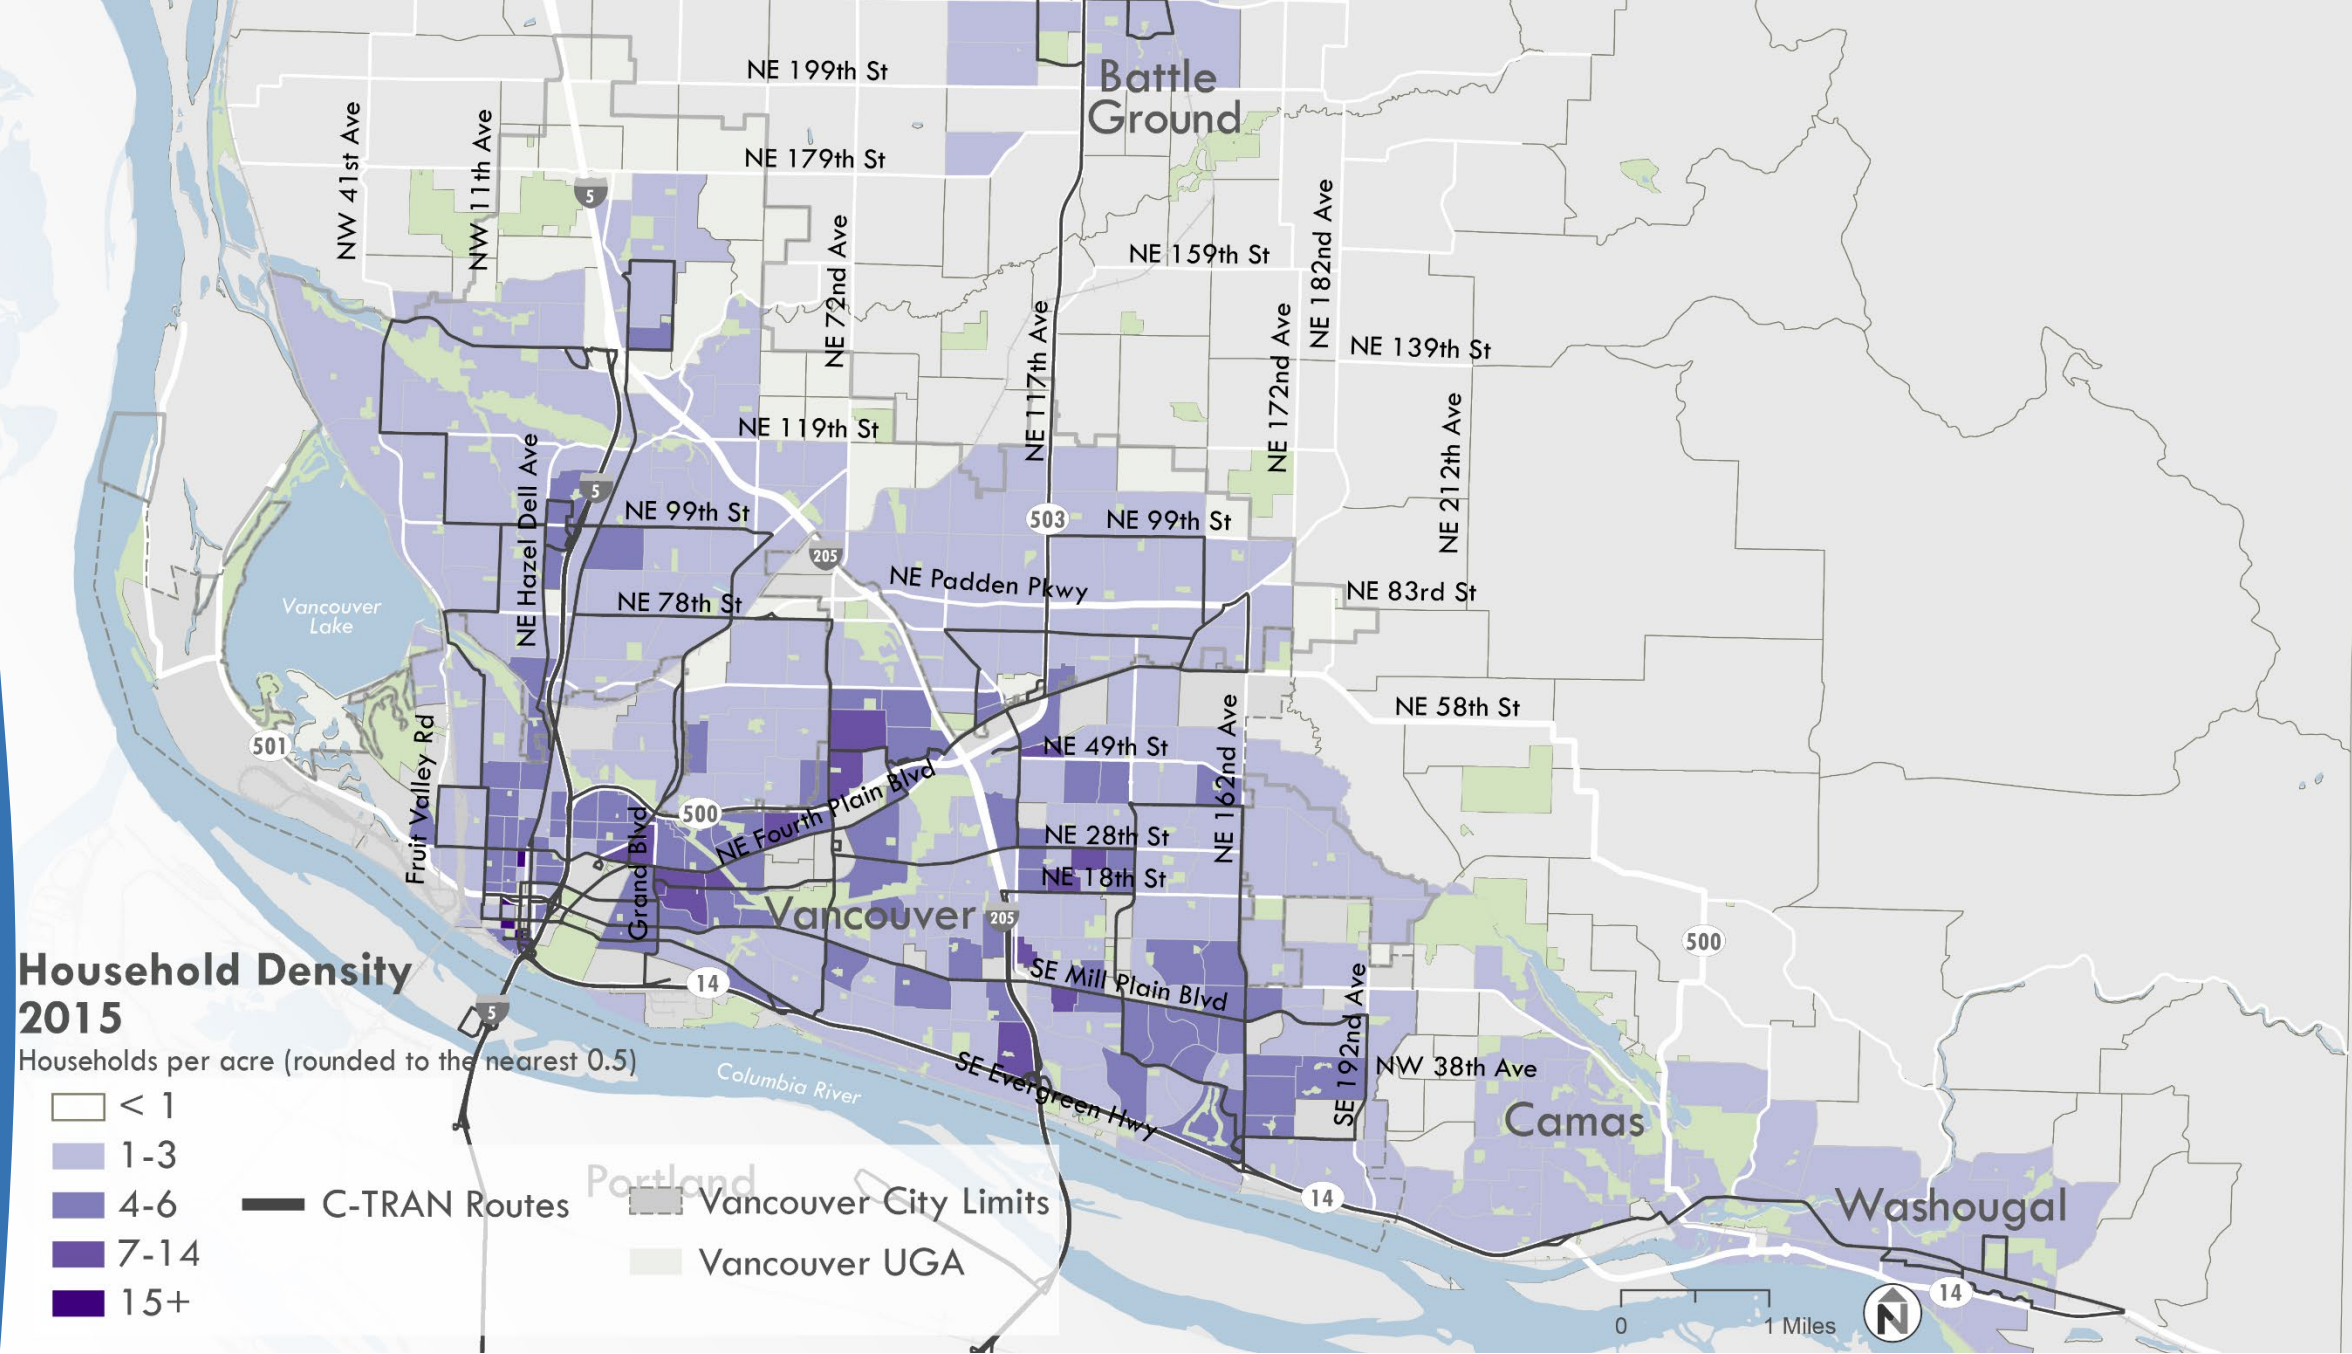 NE 199th St
Battle
Ground
NW 41st Ave
NW 11th Ave
NE 179th St
5
NE 72nd Ave
NE 159th St
NE 182nd Ave
NE 117th Ave
NE 172nd Ave
NE 139th St
NE 119th St
NE 212th Ave
NE Hazel Dell Ave
5
NE 99th St
503
NE 99th St
205
NE Padden Pkwy
NE 83rd St
NE 78th St
Vancouver
Lake
Fruit Valley Rd
501
NE 162nd Ave
NE 58th St
NE 49th St
500
NE Fourth Plain Blvd
Grand Blvd
NE 28th St
NE 18th St
Vancouver
205
500
14
SE Mill Plain Blvd
SE 192nd Ave
5
SE Evergreen Hwy
NW 38th Ave
Columbia River
Camas
Portland
14
Washougal
14
Household Density
2015
Households per acre (rounded to the nearest 0.5)
< 1
1-3
4-6
7-14
15+
C-TRAN Routes
Vancouver City Limits
Vancouver UGA
0 1 Miles
N